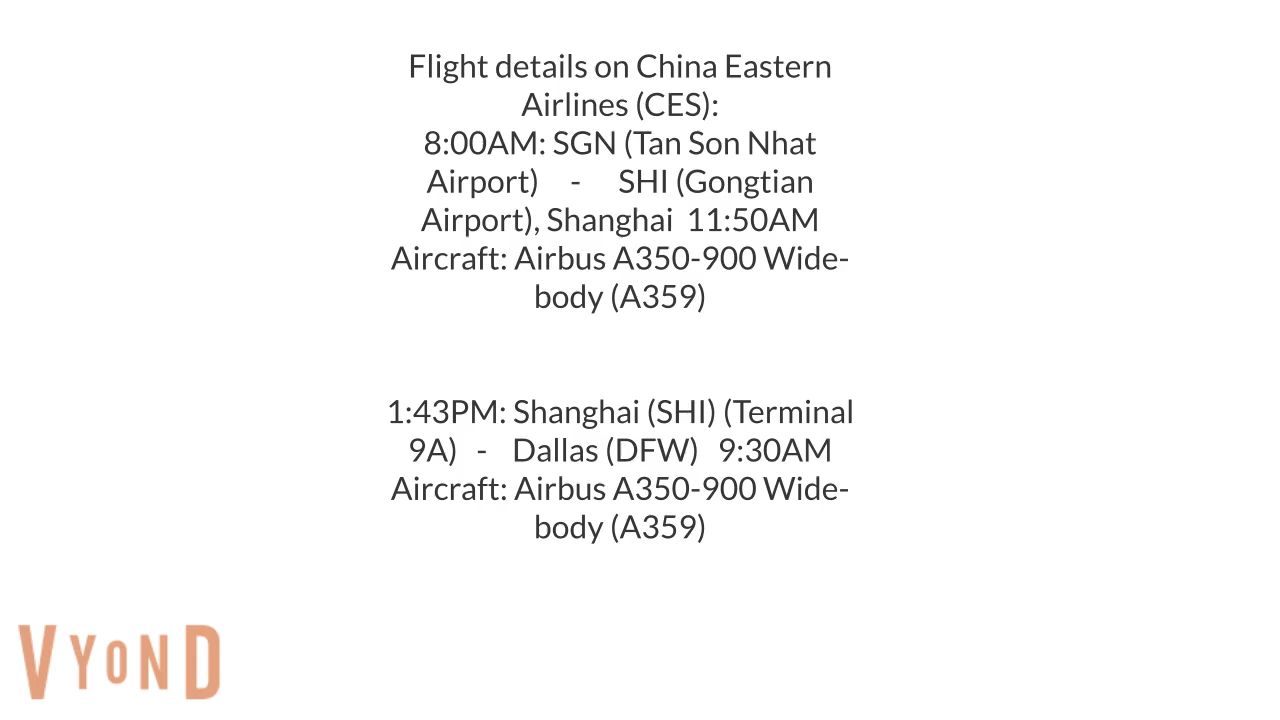 Flight details on China Eastern
Airlines (CES):
8:00AM: SGN (Tan Son Nhat
Airport)    -    SHI (Gongtian
Airport), Shanghai  11:50AM
Aircraft: Airbus A350-900 Wide-
body (A359)
1:43PM: Shanghai (SHI) (Terminal
9A)   -   Dallas (DFW)   9:30AM
Aircraft: Airbus A350-900 Wide-
body (A359)
VYOND